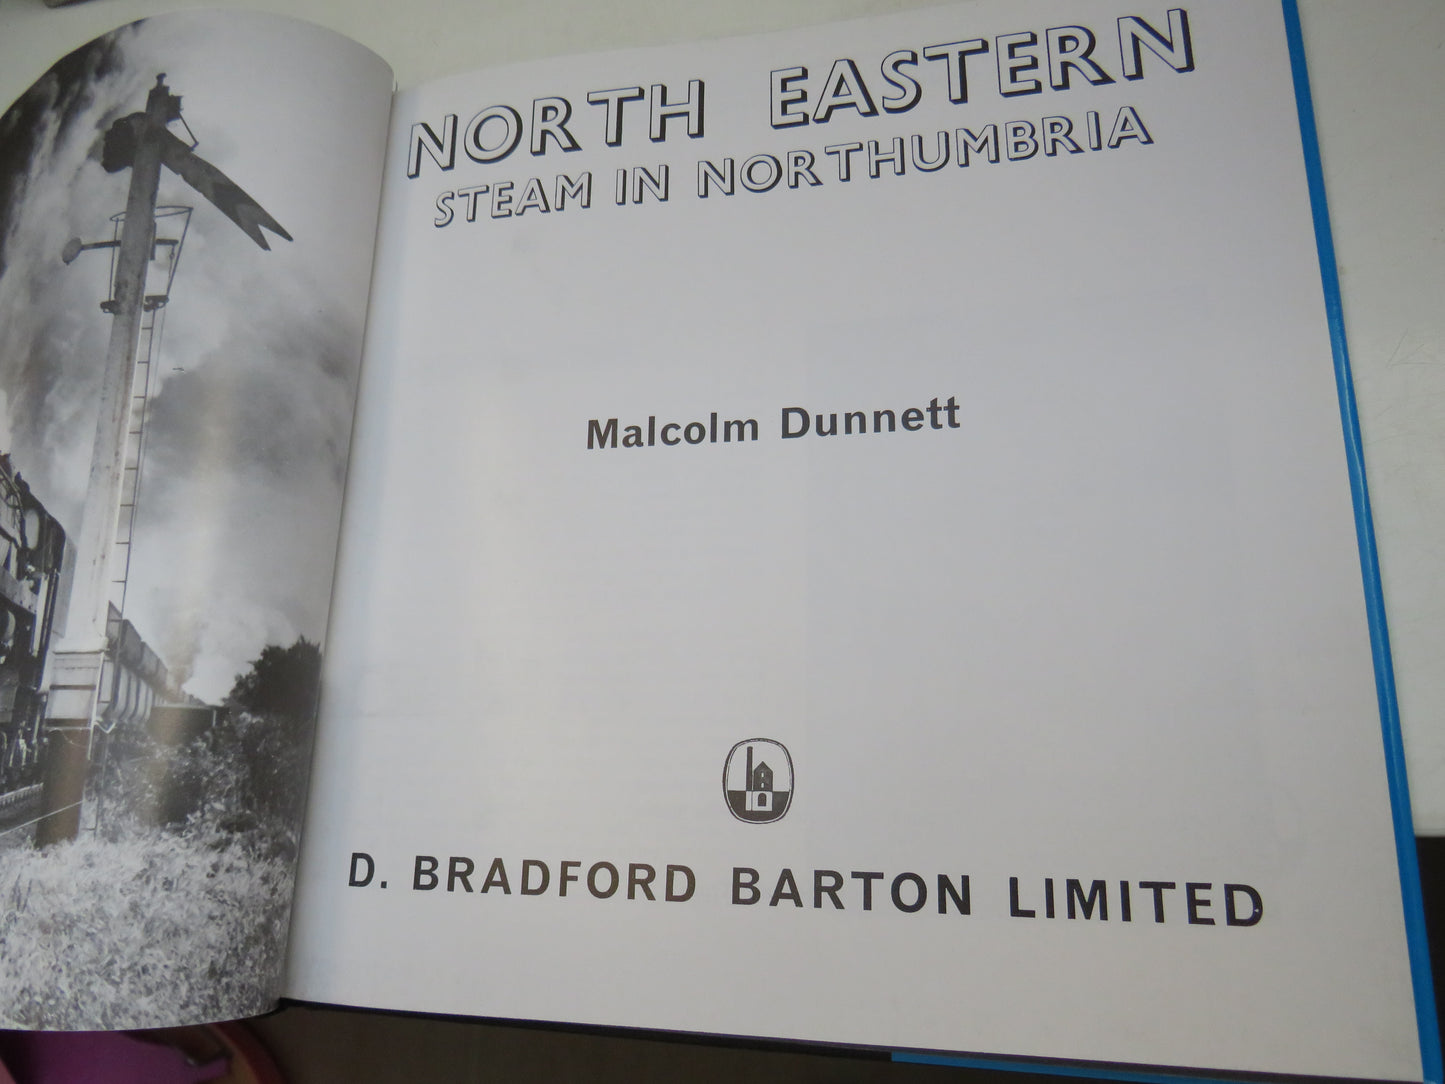 NORTH EASTERN
STEAM IN NORTHUMBRIA
Malcolm Dunnett
D. BRADFORD BARTON LIMITED